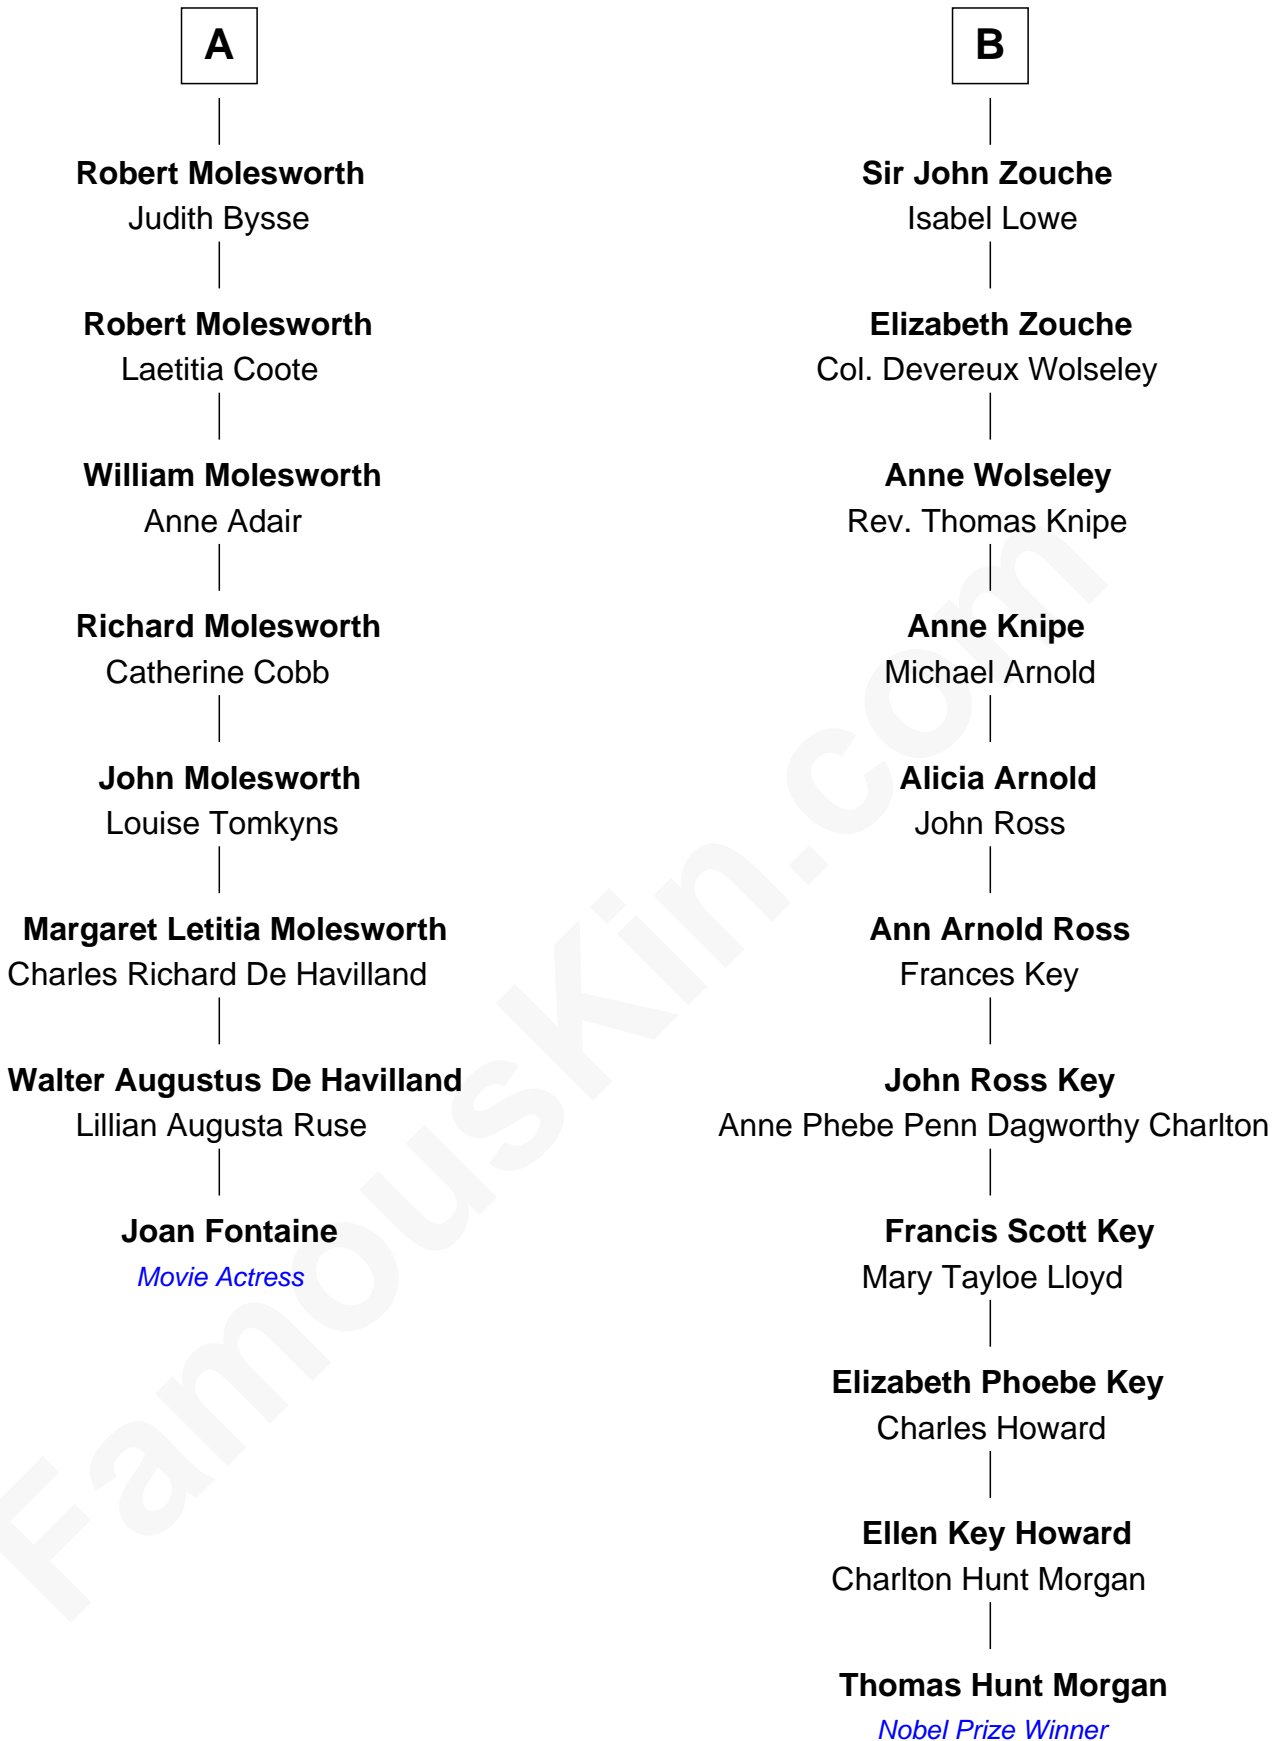 A
Robert Molesworth
Judith Bysse
Robert Molesworth
Laetitia Coote
William Molesworth
Anne Adair
Richard Molesworth
Catherine Cobb
John Molesworth
Louise Tomkyns
Margaret Letitia Molesworth
Charles Richard De Havilland
Walter Augustus De Havilland
Lillian Augusta Ruse
Joan Fontaine
Movie Actress
B
Sir John Zouche
Isabel Lowe
Elizabeth Zouche
Col. Devereux Wolseley
Anne Wolseley
Rev. Thomas Knipe
Anne Knipe
Michael Arnold
Alicia Arnold
John Ross
Ann Arnold Ross
Frances Key
John Ross Key
Anne Phebe Penn Dagworthy Charlton
Francis Scott Key
Mary Tayloe Lloyd
Elizabeth Phoebe Key
Charles Howard
Ellen Key Howard
Charlton Hunt Morgan
Thomas Hunt Morgan
Nobel Prize Winner
FamousKin.com